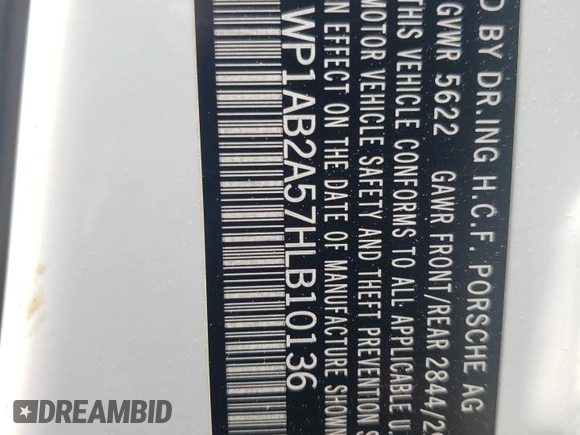 D BY DR.ING H.C.F. PORSCHE AG
GVWR 5622 GAWR FRONT/REAR 2844/2
THIS VEHICLE CONFORMS TO ALL APPLICABLE U
MOTOR VEHICLE SAFETY AND THEFT PREVENTION S
IN EFFECT ON THE DATE OF MANUFACTURE SHOWN
WP1AB2A57HLB10136
DREAMBID